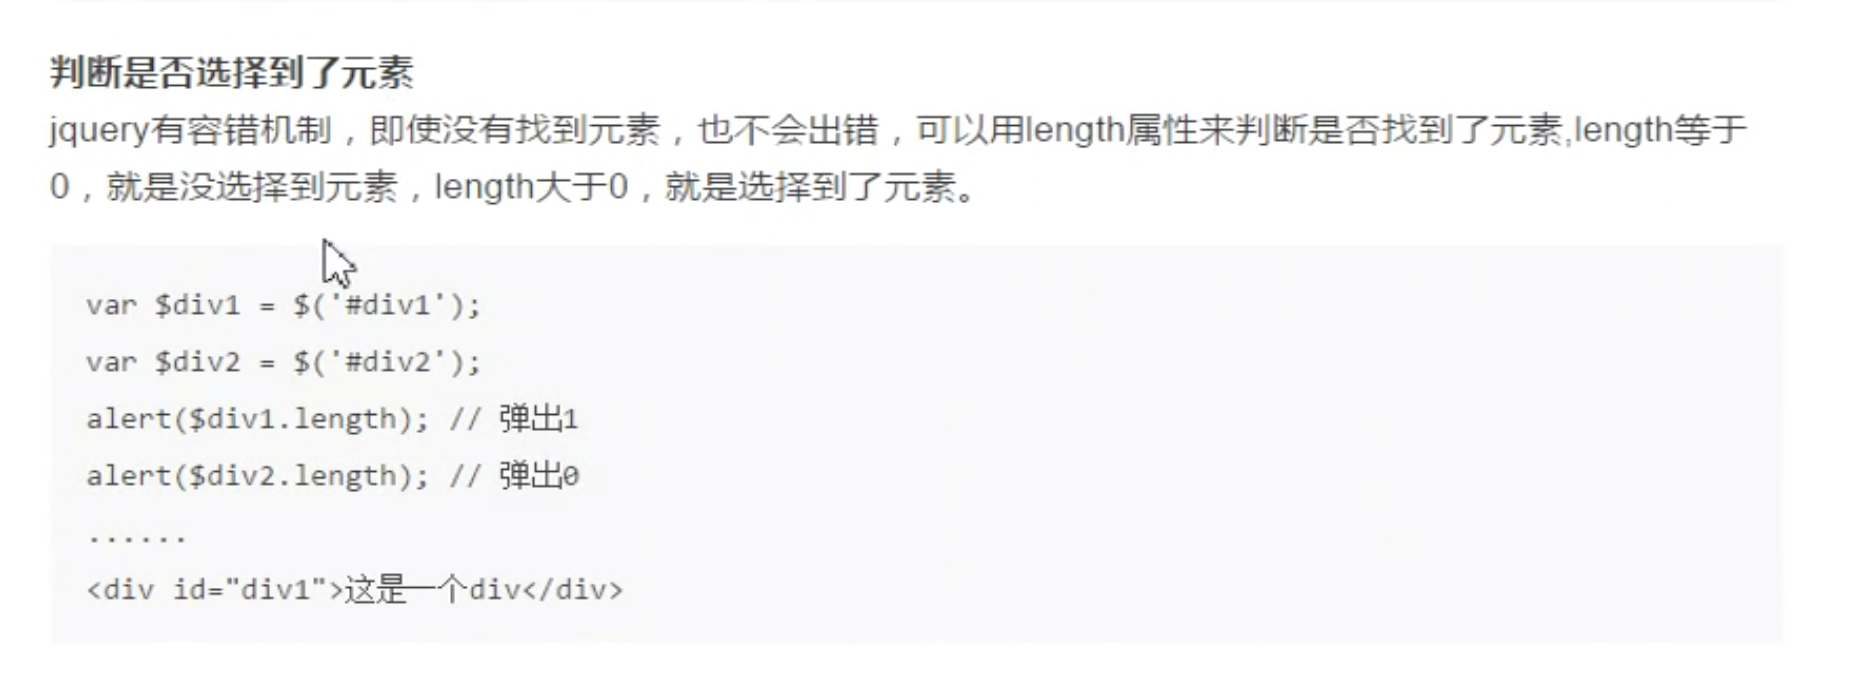 判断是否选择到了元素
jquery有容错机制，即使没有找到元素，也不会出错，可以用length属性来判断是否找到了元素,length等于
0，就是没选择到元素，length大于0，就是选择到了元素。
var $div1 = $('#div1');
var $div2 = $('#div2');
alert($div1.length); // 弹出1
alert($div2.length); // 弹出0
......
<div id="div1">这是一个div</div>